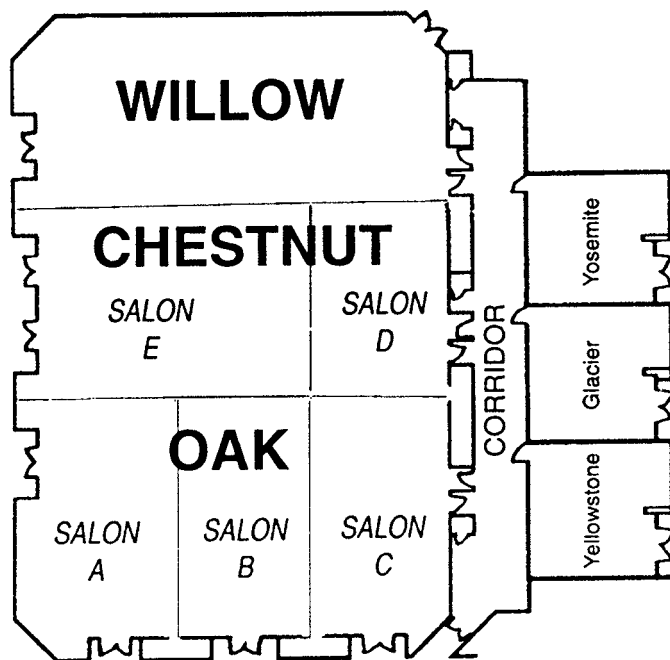 WILLOW
CHESTNUT
SALON
E
SALON
D
OAK
SALON
A
SALON
B
SALON
C
CORRIDOR
Yosemite
Glacier
Yellowstone